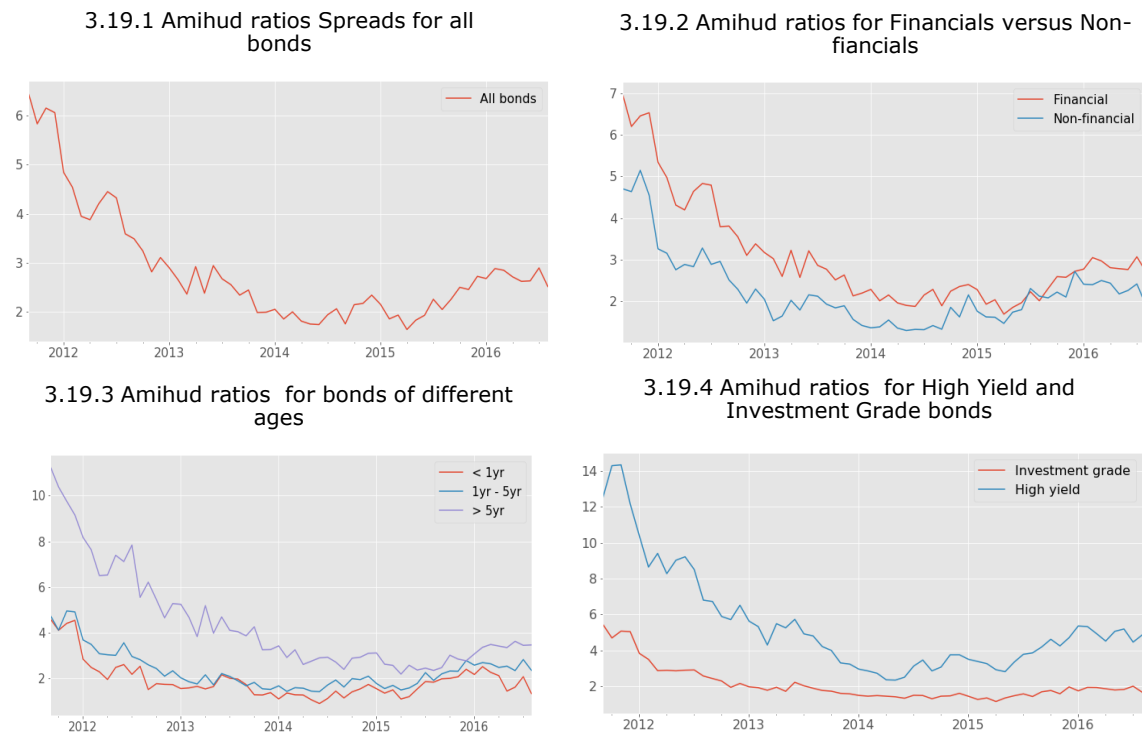 3.19.1 Amihud ratios Spreads for all
bonds
All bonds
6
5
4
3
2
2012 2013 2014 2015 2016
3.19.2 Amihud ratios for Financials versus Non-
fiancials
Financial
Non-financial
7
6
5
4
3
2
2012 2013 2014 2015 2016
3.19.3 Amihud ratios for bonds of different
ages
< 1yr
1yr - 5yr
> 5yr
10
8
6
4
2
2012 2013 2014 2015 2016
3.19.4 Amihud ratios for High Yield and
Investment Grade bonds
Investment grade
High yield
14
12
10
8
6
4
2
2012 2013 2014 2015 2016